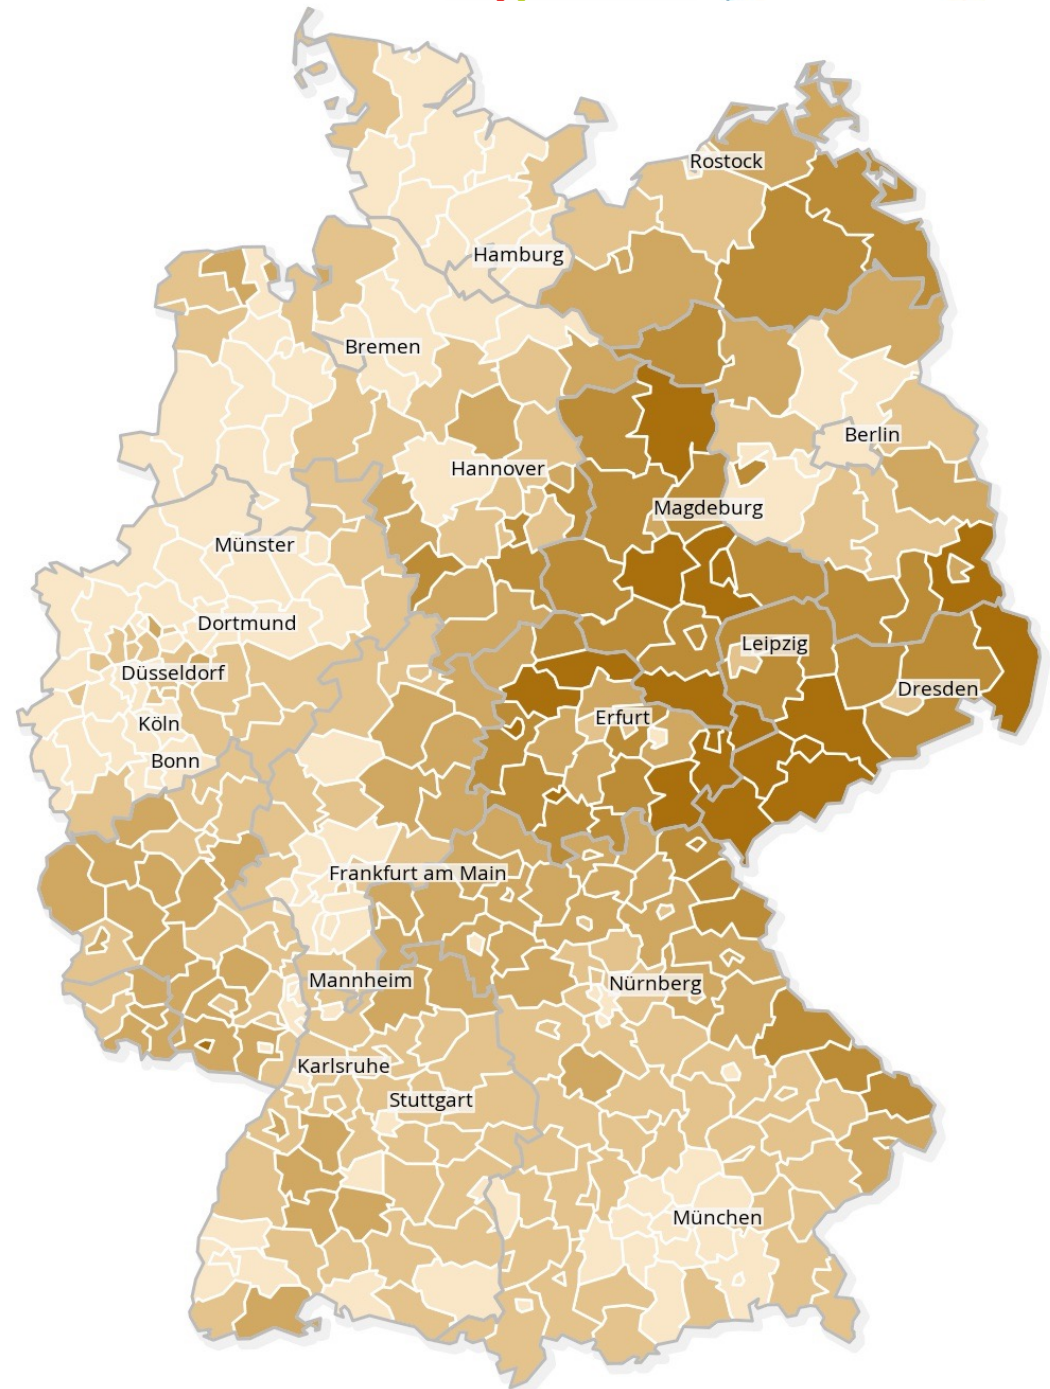 Rostock
Hamburg
Bremen
Berlin
Hannover
Magdeburg
Münster
Dortmund
Leipzig
Düsseldorf
Dresden
Köln
Erfurt
Bonn
Frankfurt am Main
Mannheim
Nürnberg
Karlsruhe
Stuttgart
München